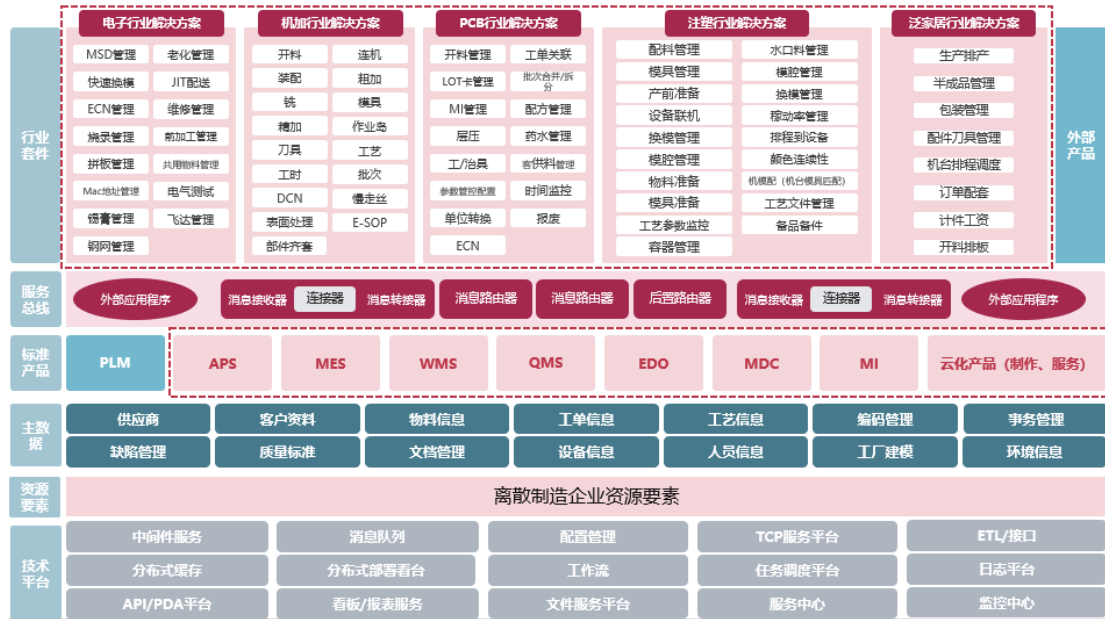 电子行业解决方案
机加行业解决方案
PCB行业解决方案
注塑行业解决方案
泛家居行业解决方案
行业
套件
MSD管理 老化管理
快速换模 JIT配送
ECN管理 维修管理
烧录管理 前加工管理
拼板管理 共用物料管理
Mac地址管理 电气测试
锡膏管理 飞达管理
钢网管理
开料 连机
装配 粗加
铣 模具
精加 作业岛
刀具 工艺
工时 批次
DCN 慢走丝
表面处理 E-SOP
部件齐套
开料管理 工单关联
LOT卡管理 批次合并/拆
分
MI管理 配方管理
层压 药水管理
工/治具 客供料管理
参数管控配置 时间监控
单位转换 报废
ECN
配料管理 水口料管理
模具管理 模腔管理
产前准备 换模管理
设备联机 稼动率管理
换模管理 排程到设备
模腔管理 颜色连续性
物料准备 机模配（机台模具匹配）
模具准备 工艺文件管理
工艺参数监控 备品备件
容器管理
生产排产
半成品管理
包装管理
配件刀具管理
机台排程调度
订单配套
计件工资
开料排板
外部
产品
服务
总线
外部应用程序 消息接收器 连接器 消息转接器 消息路由器 消息路由器 后置路由器 消息接收器 连接器 消息转接器 外部应用程序
标准
产品
PLM APS MES WMS QMS EDO MDC MI 云化产品（制作、服务）
主数
据
供应商 客户资料 物料信息 工单信息 工艺信息 编码管理 事务管理
缺陷管理 质量标准 文档管理 设备信息 人员信息 工厂建模 环境信息
资源
要素
离散制造企业资源要素
技术
平台
中间件服务 消息队列 配置管理 TCP服务平台 ETL/接口
分布式缓存 分布式部署看台 工作流 任务调度平台 日志平台
API/PDA平台 看板/报表服务 文件服务平台 服务中心 监控中心